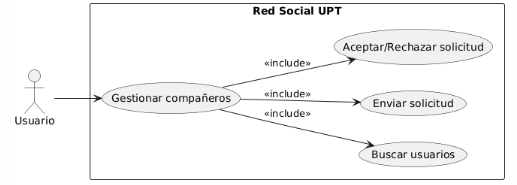 Red Social UPT
Aceptar/Rechazar solicitud
«include»
Gestionar compañeros
«include»
Enviar solicitud
Usuario
«include»
Buscar usuarios